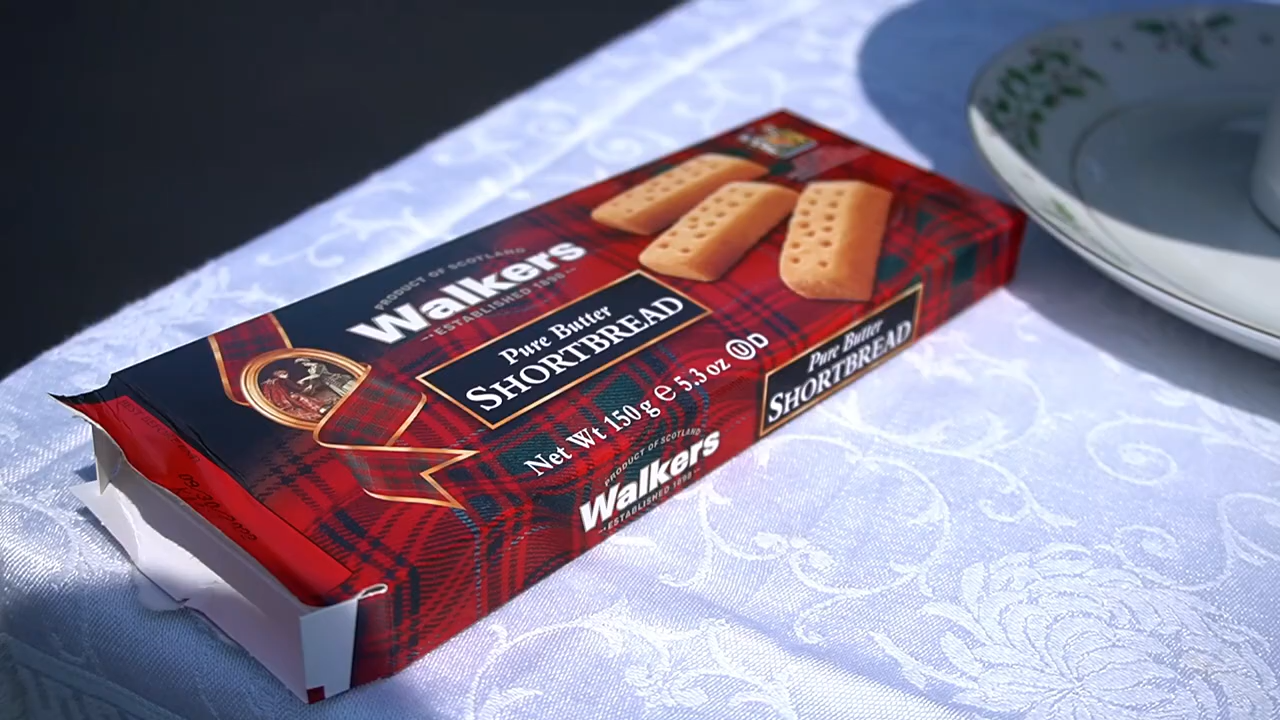 PRODUCT OF SCOTLAND
Walkers
ESTABLISHED 1898
Pure Butter
SHORTBREAD
Net Wt 150g ℮ 5.3 oz Ⓤ D
Pure Butter
SHORTBREAD
PRODUCT OF SCOTLAND
Walkers
ESTABLISHED 1898